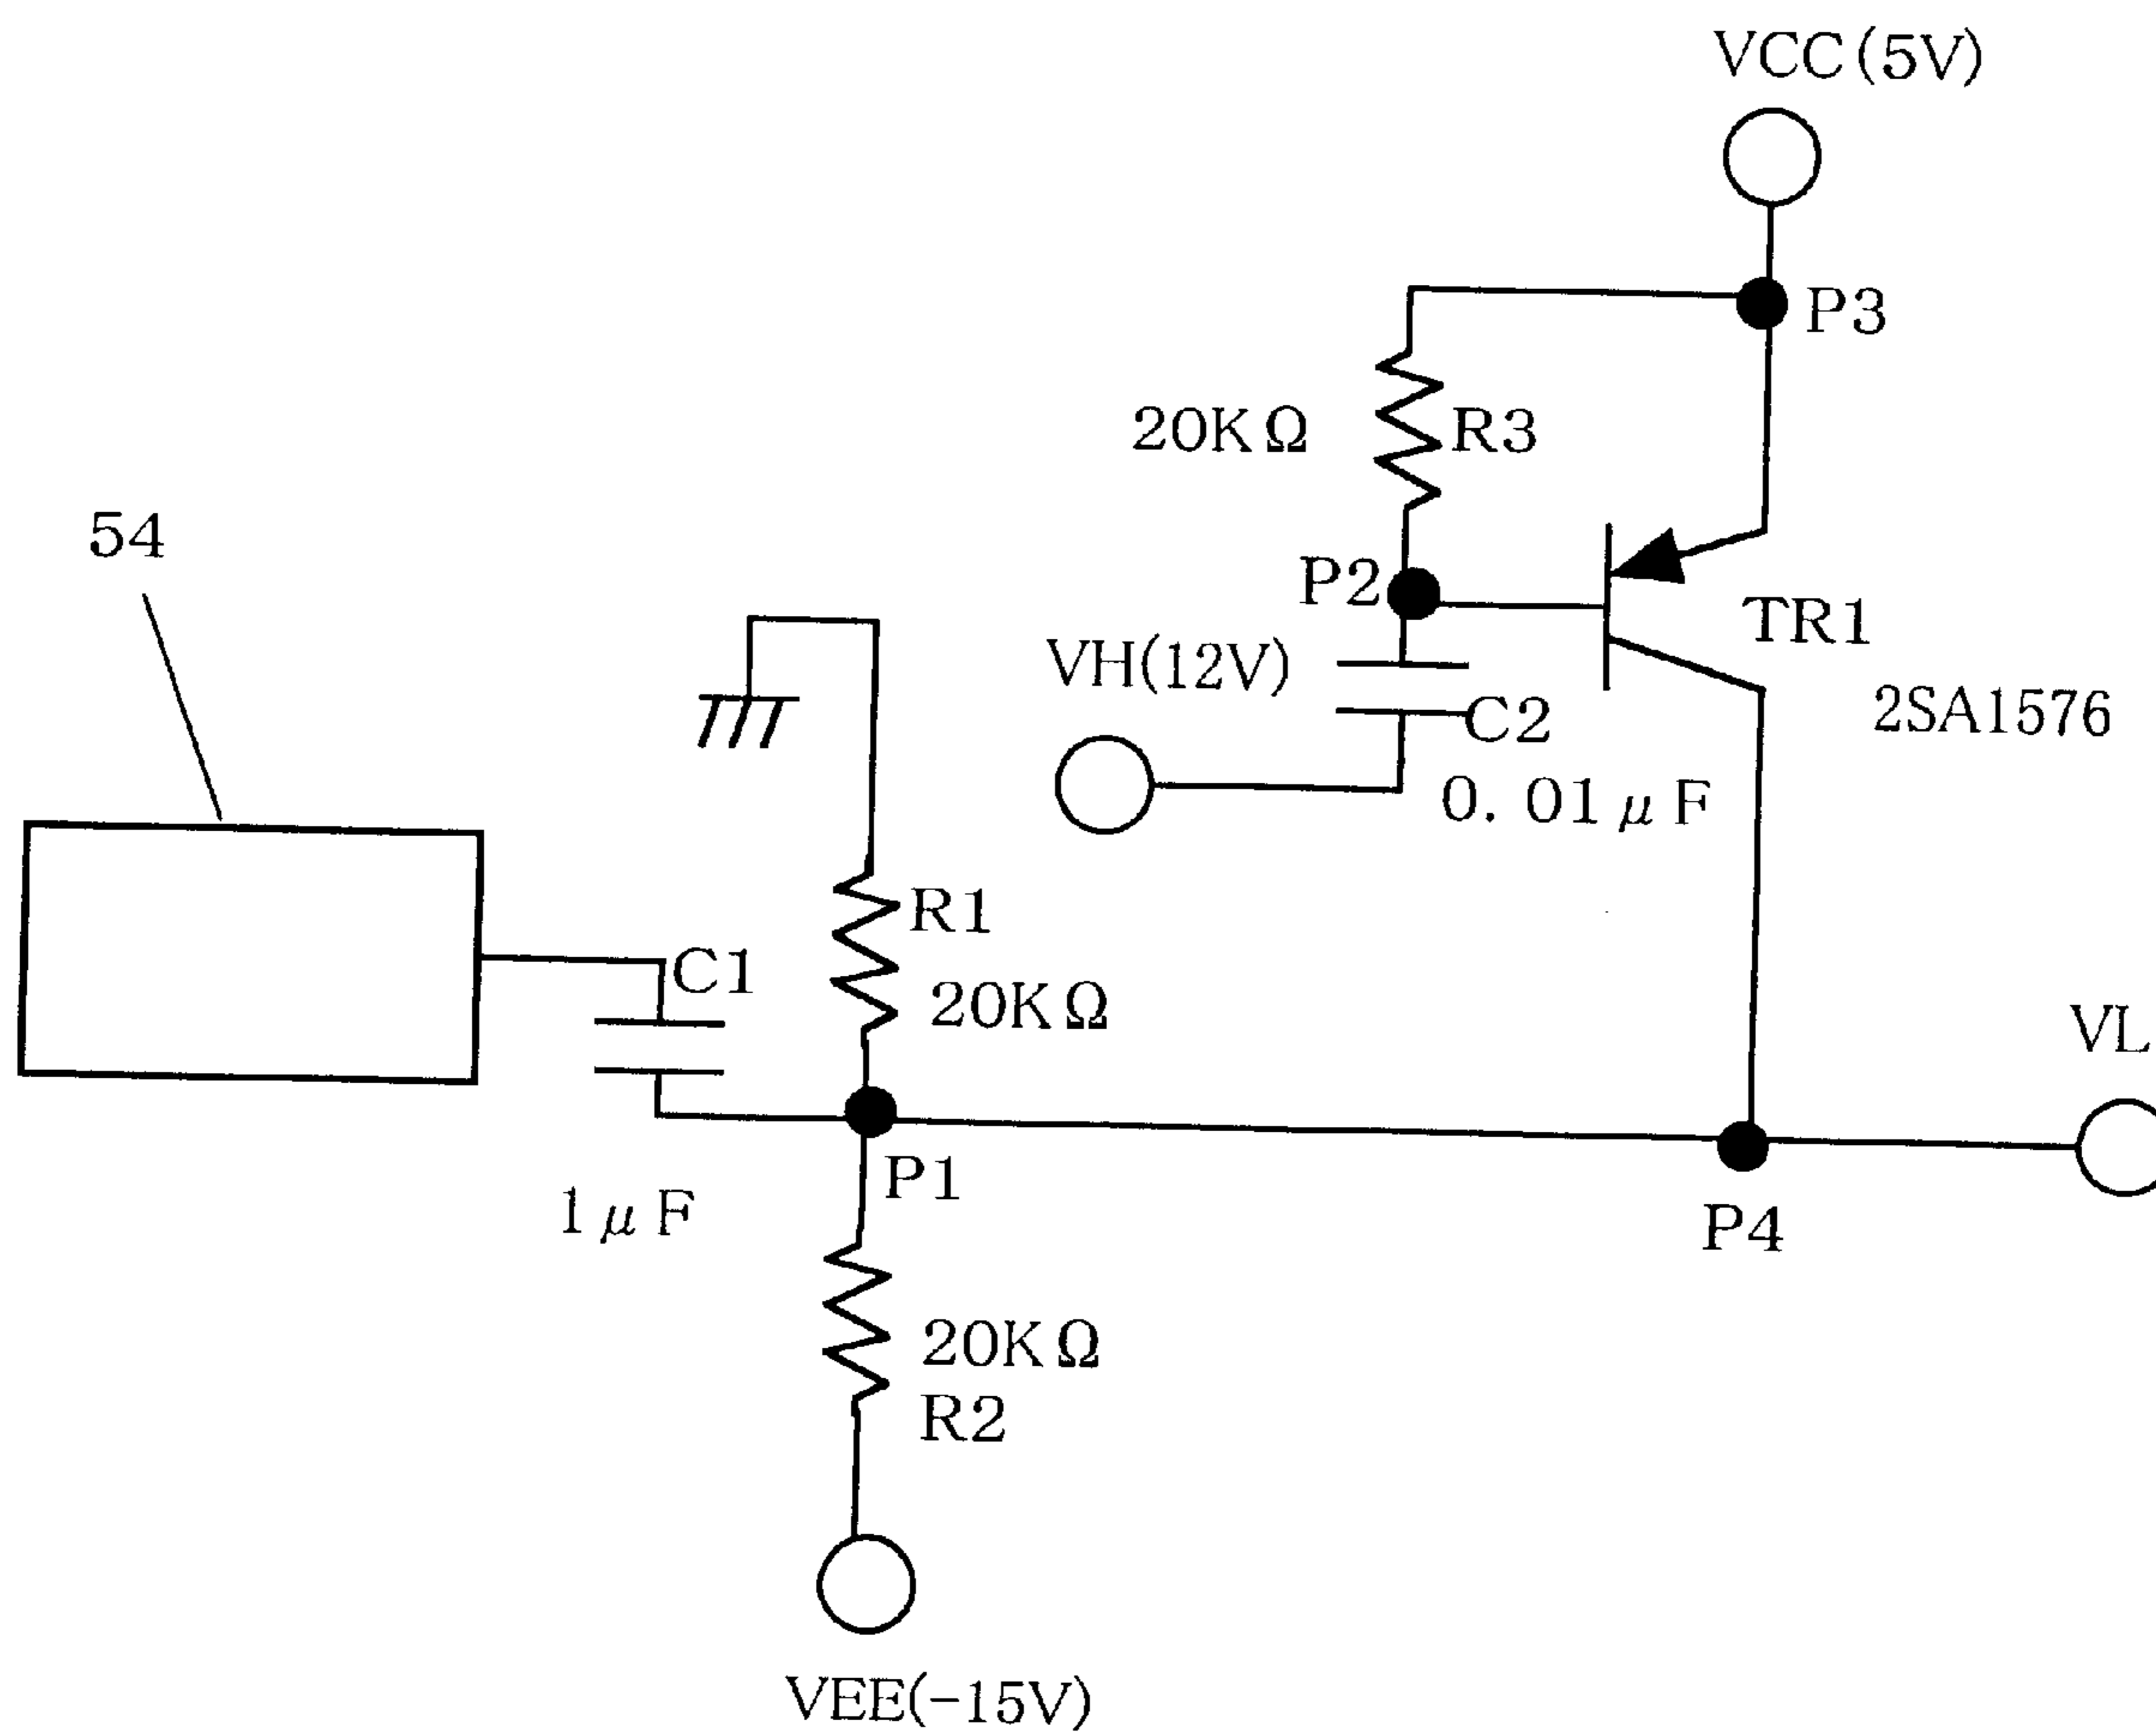 VCC(5V)
P3
20KΩ
R3
54
P2
TR1
VH(12V)
2SA1576
C2
0.01μF
R1
C1
20KΩ
VL
P1
1μF
P4
20KΩ
R2
VEE(-15V)